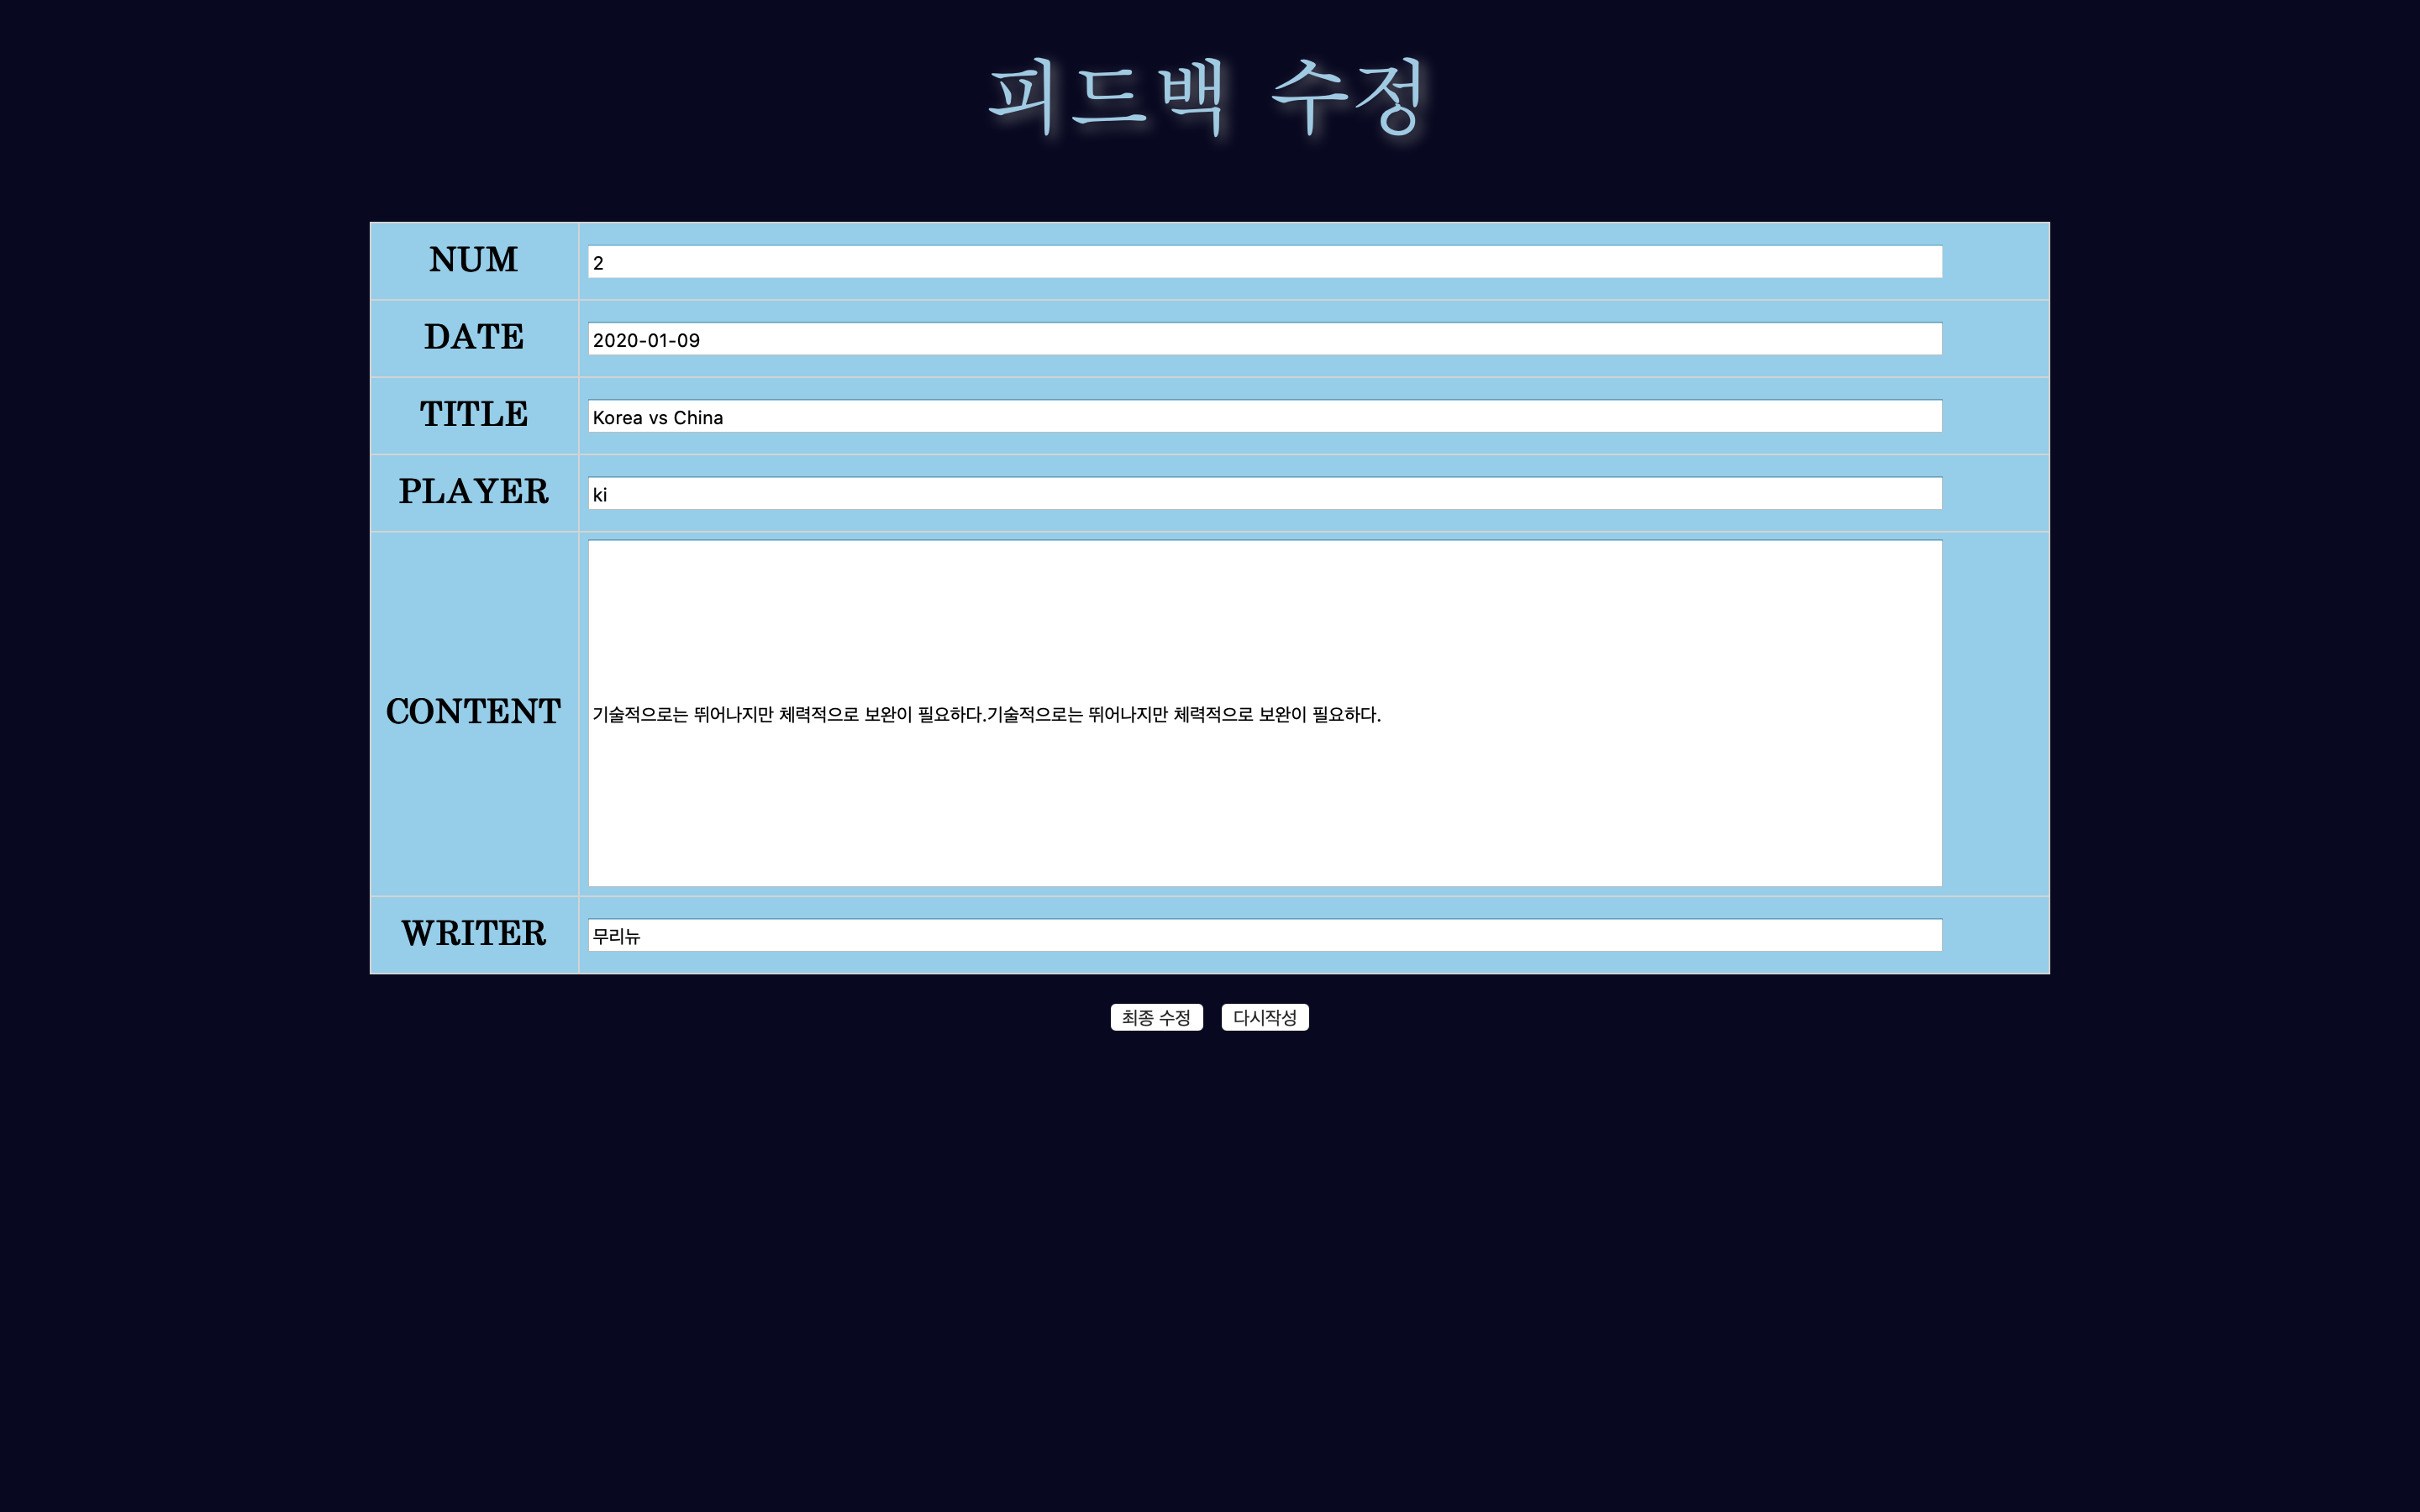 피드백 수정
NUM 2
DATE 2020-01-09
TITLE Korea vs China
PLAYER ki
CONTENT 기술적으로는 뛰어나지만 체력적으로 보완이 필요하다.기술적으로는 뛰어나지만 체력적으로 보완이 필요하다.
WRITER 무리뉴
최종 수정 다시작성